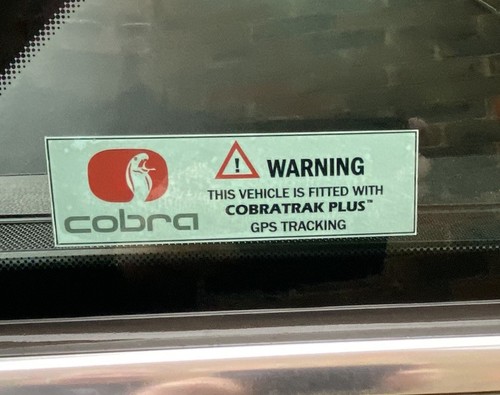 cobra
! WARNING
THIS VEHICLE IS FITTED WITH
COBRATRAK PLUS™
GPS TRACKING